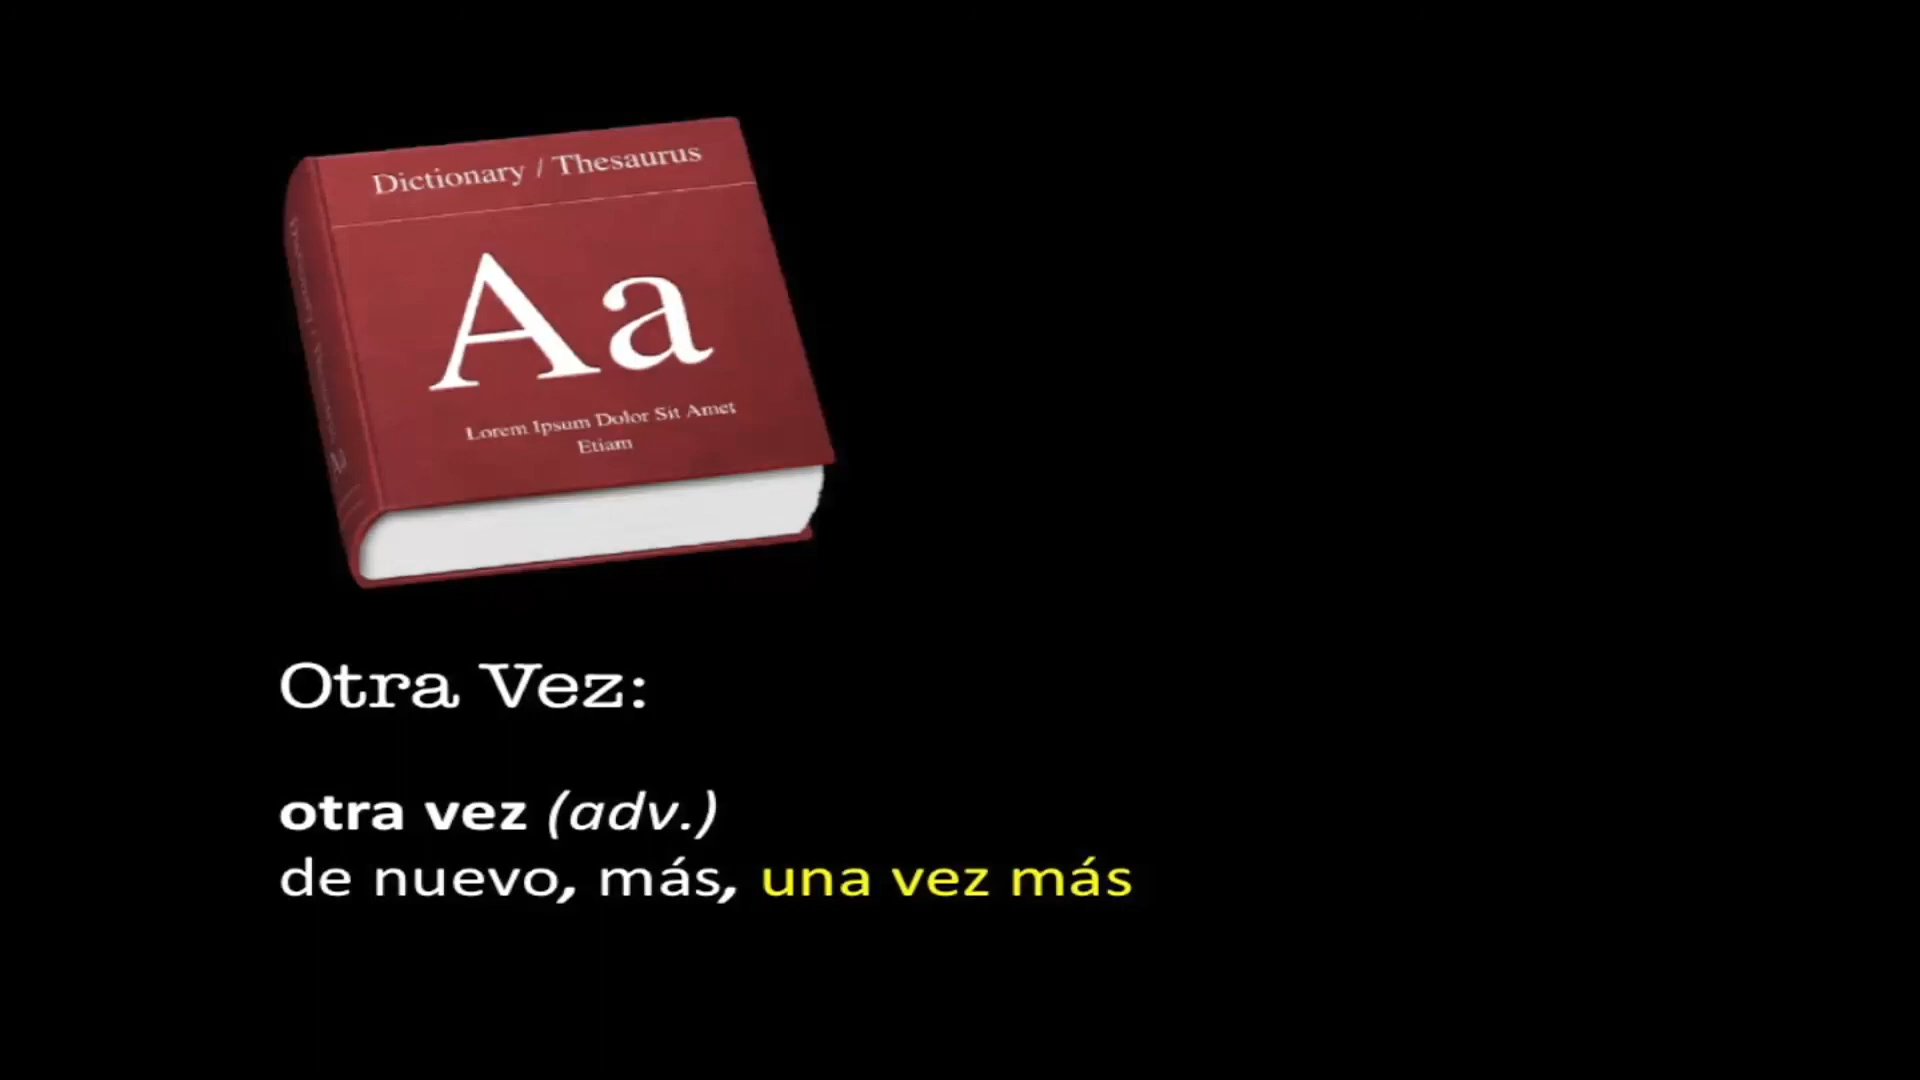 Dictionary / Thesaurus
Aa
Lorem Ipsum Dolor Sit Amet
Etiam
Otra Vez:
otra vez (adv.)
de nuevo, más, una vez más